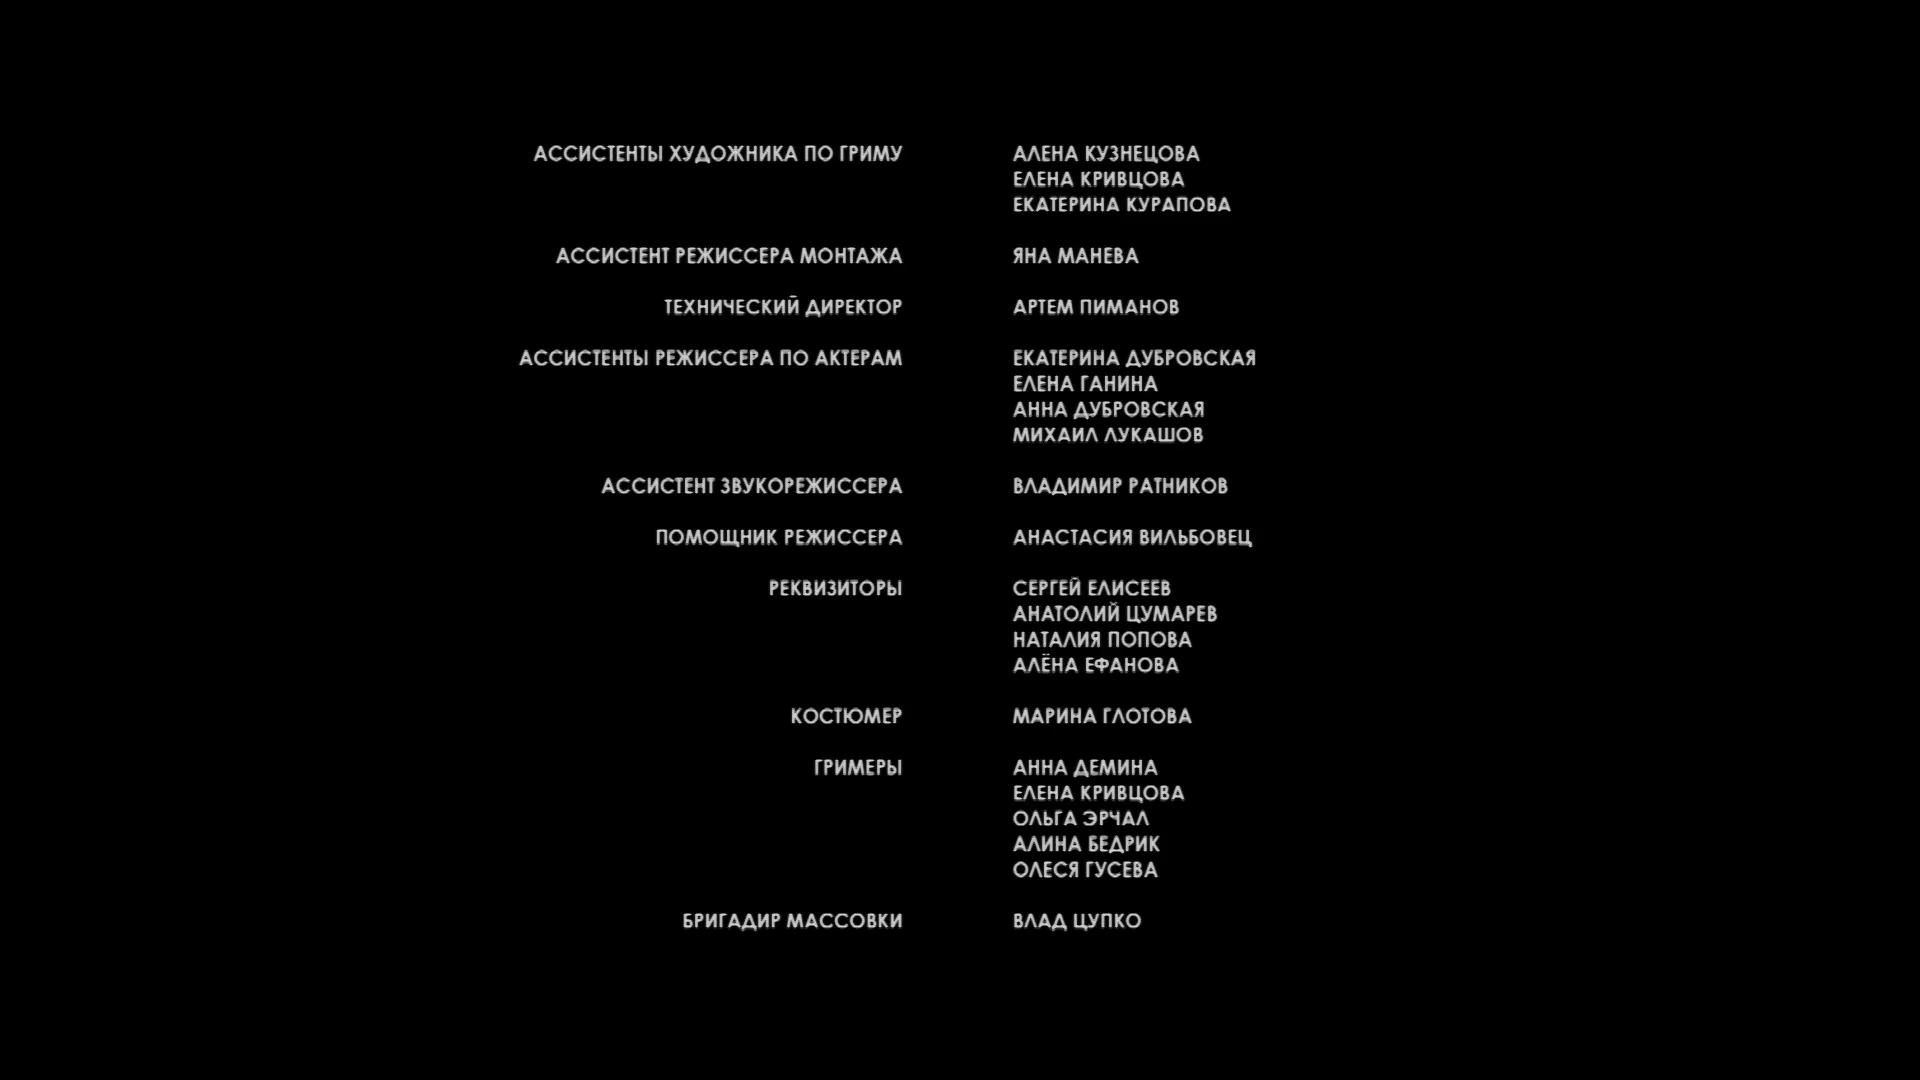 АССИСТЕНТЫ ХУДОЖНИКА ПО ГРИМУ АЛЕНА КУЗНЕЦОВА
ЕЛЕНА КРИВЦОВА
ЕКАТЕРИНА КУРАПОВА
АССИСТЕНТ РЕЖИССЕРА МОНТАЖА ЯНА МАНЕВА
ТЕХНИЧЕСКИЙ ДИРЕКТОР АРТЕМ ПИМАНОВ
АССИСТЕНТЫ РЕЖИССЕРА ПО АКТЕРАМ ЕКАТЕРИНА ДУБРОВСКАЯ
ЕЛЕНА ГАНИНА
АННА ДУБРОВСКАЯ
МИХАИЛ ЛУКАШОВ
АССИСТЕНТ ЗВУКОРЕЖИССЕРА ВЛАДИМИР РАТНИКОВ
ПОМОЩНИК РЕЖИССЕРА АНАСТАСИЯ ВИЛЬБОВЕЦ
РЕКВИЗИТОРЫ СЕРГЕЙ ЕЛИСЕЕВ
АНАТОЛИЙ ЦУМАРЕВ
НАТАЛИЯ ПОПОВА
АЛЁНА ЕФАНОВА
КОСТЮМЕР МАРИНА ГЛОТОВА
ГРИМЕРЫ АННА ДЕМИНА
ЕЛЕНА КРИВЦОВА
ОЛЬГА ЭРЧАЛ
АЛИНА БЕДРИК
ОЛЕСЯ ГУСЕВА
БРИГАДИР МАССОВКИ ВЛАД ЦУПКО